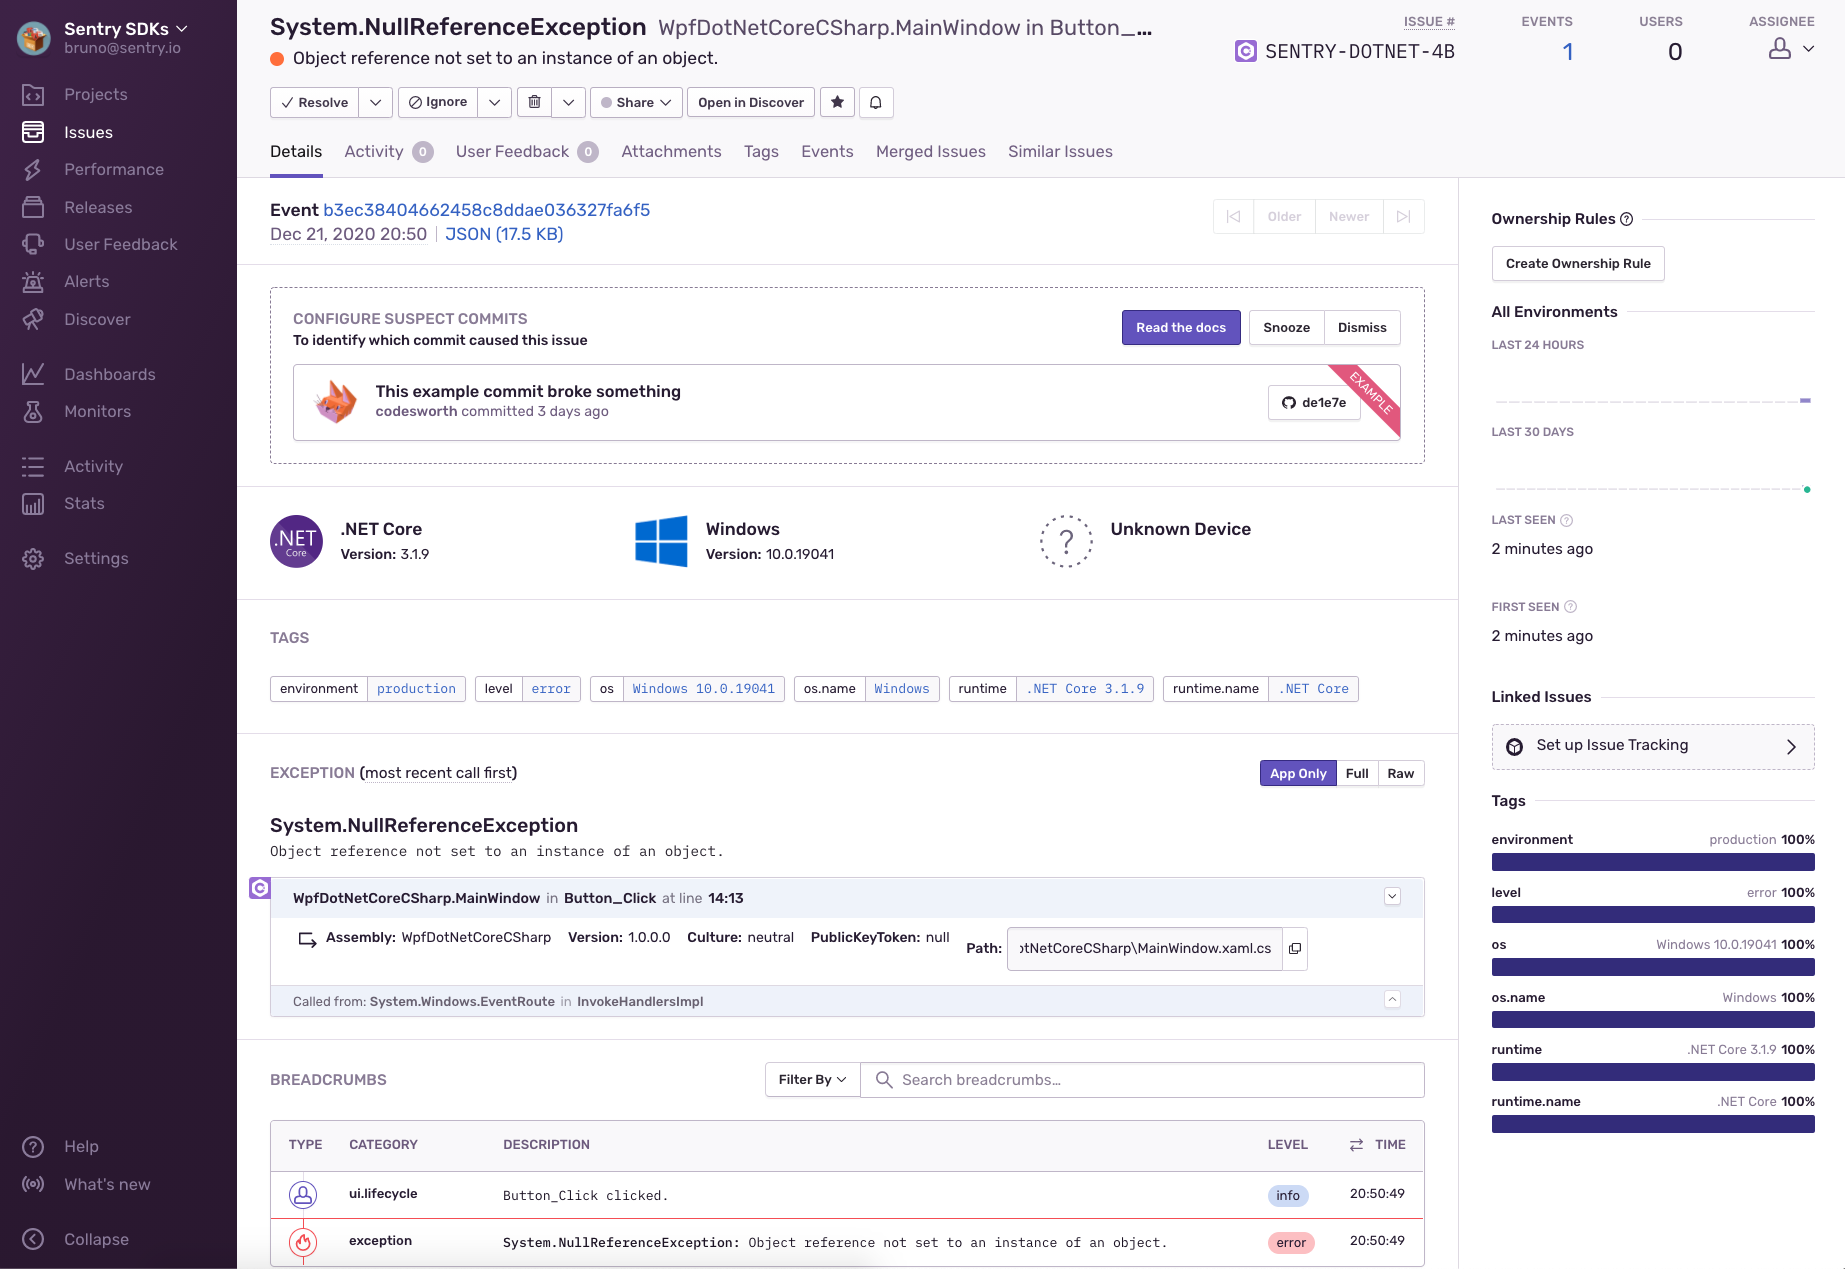 Sentry SDKs
bruno@sentry.io
Projects
Issues
Performance
Releases
User Feedback
Alerts
Discover
Dashboards
Monitors
Activity
Stats
Settings
Help
What's new
Collapse
System.NullReferenceException WpfDotNetCoreCSharp.MainWindow in Button_…
Object reference not set to an instance of an object.
ISSUE # EVENTS USERS ASSIGNEE
SENTRY-DOTNET-4B 1 0
Resolve Ignore Share Open in Discover
Details Activity 0 User Feedback 0 Attachments Tags Events Merged Issues Similar Issues
Event b3ec38404662458c8ddae036327fa6f5
Dec 21, 2020 20:50 | JSON (17.5 KB)
Older Newer
CONFIGURE SUSPECT COMMITS
To identify which commit caused this issue
Read the docs Snooze Dismiss
This example commit broke something
codesworth committed 3 days ago
de1e7e
EXAMPLE
.NET Core
.NET Core
Version: 3.1.9
Windows
Version: 10.0.19041
?
Unknown Device
TAGS
environment production level error os Windows 10.0.19041 os.name Windows runtime .NET Core 3.1.9 runtime.name .NET Core
EXCEPTION (most recent call first)
App Only Full Raw
System.NullReferenceException
Object reference not set to an instance of an object.
WpfDotNetCoreCSharp.MainWindow in Button_Click at line 14:13
Assembly: WpfDotNetCoreCSharp Version: 1.0.0.0 Culture: neutral PublicKeyToken: null Path: otNetCoreCSharp\MainWindow.xaml.cs
Called from: System.Windows.EventRoute in InvokeHandlersImpl
BREADCRUMBS
Filter By Search breadcrumbs…
TYPE CATEGORY DESCRIPTION LEVEL TIME
ui.lifecycle Button_Click clicked. info 20:50:49
exception System.NullReferenceException: Object reference not set to an instance of an object. error 20:50:49
Ownership Rules ?
Create Ownership Rule
All Environments
LAST 24 HOURS
LAST 30 DAYS
LAST SEEN ?
2 minutes ago
FIRST SEEN ?
2 minutes ago
Linked Issues
Set up Issue Tracking
Tags
environment production 100%
level error 100%
os Windows 10.0.19041 100%
os.name Windows 100%
runtime .NET Core 3.1.9 100%
runtime.name .NET Core 100%